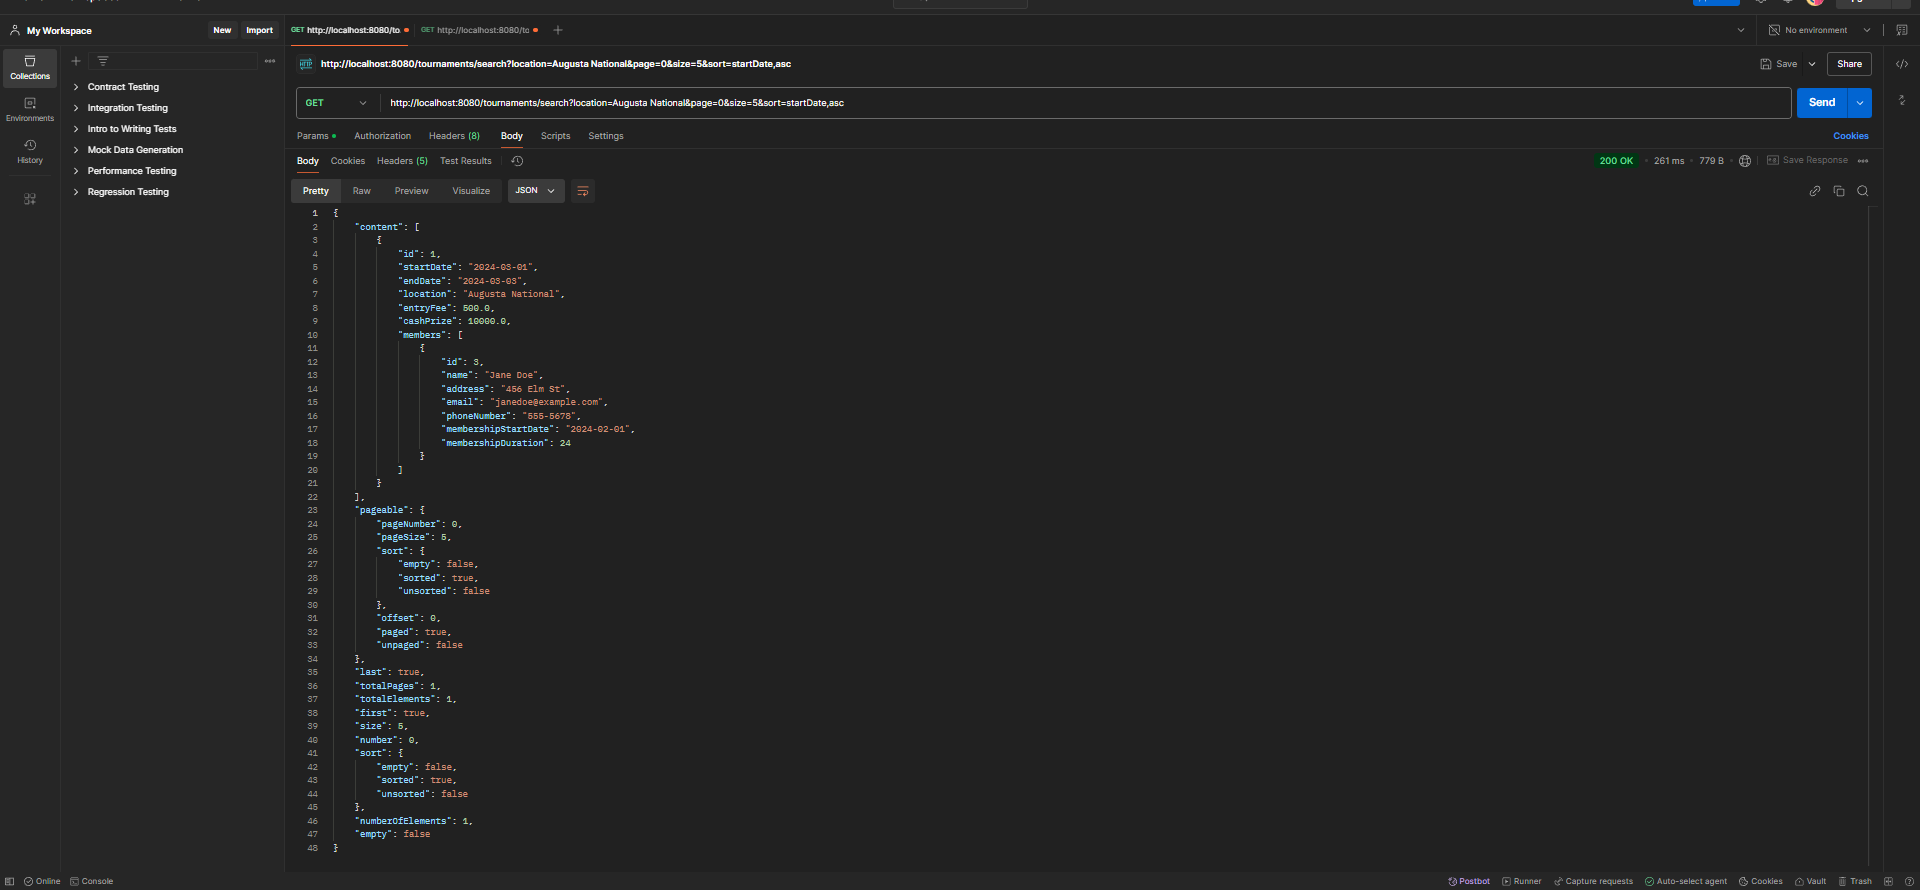 My Workspace
New
Import
GET http://localhost:8080/to
GET http://localhost:8080/to
No environment
Collections
Environments
History
Contract Testing
Integration Testing
Intro to Writing Tests
Mock Data Generation
Performance Testing
Regression Testing
HTTP http://localhost:8080/tournaments/search?location=Augusta National&page=0&size=5&sort=startDate,asc
Save
Share
GET http://localhost:8080/tournaments/search?location=Augusta National&page=0&size=5&sort=startDate,asc
Send
Params Authorization Headers (8) Body Scripts Settings
Cookies
Body Cookies Headers (5) Test Results
200 OK • 261 ms • 779 B
Save Response
Pretty Raw Preview Visualize JSON
1 {
2 "content": [
3 {
4 "id": 1,
5 "startDate": "2024-03-01",
6 "endDate": "2024-03-03",
7 "location": "Augusta National",
8 "entryFee": 500.0,
9 "cashPrize": 10000.0,
10 "members": [
11 {
12 "id": 3,
13 "name": "Jane Doe",
14 "address": "456 Elm St",
15 "email": "janedoe@example.com",
16 "phoneNumber": "555-5678",
17 "membershipStartDate": "2024-02-01",
18 "membershipDuration": 24
19 }
20 ]
21 }
22 ],
23 "pageable": {
24 "pageNumber": 0,
25 "pageSize": 5,
26 "sort": {
27 "empty": false,
28 "sorted": true,
29 "unsorted": false
30 },
31 "offset": 0,
32 "paged": true,
33 "unpaged": false
34 },
35 "last": true,
36 "totalPages": 1,
37 "totalElements": 1,
38 "first": true,
39 "size": 5,
40 "number": 0,
41 "sort": {
42 "empty": false,
43 "sorted": true,
44 "unsorted": false
45 },
46 "numberOfElements": 1,
47 "empty": false
48 }
Online Console
Postbot Runner Capture requests Auto-select agent Cookies Vault Trash